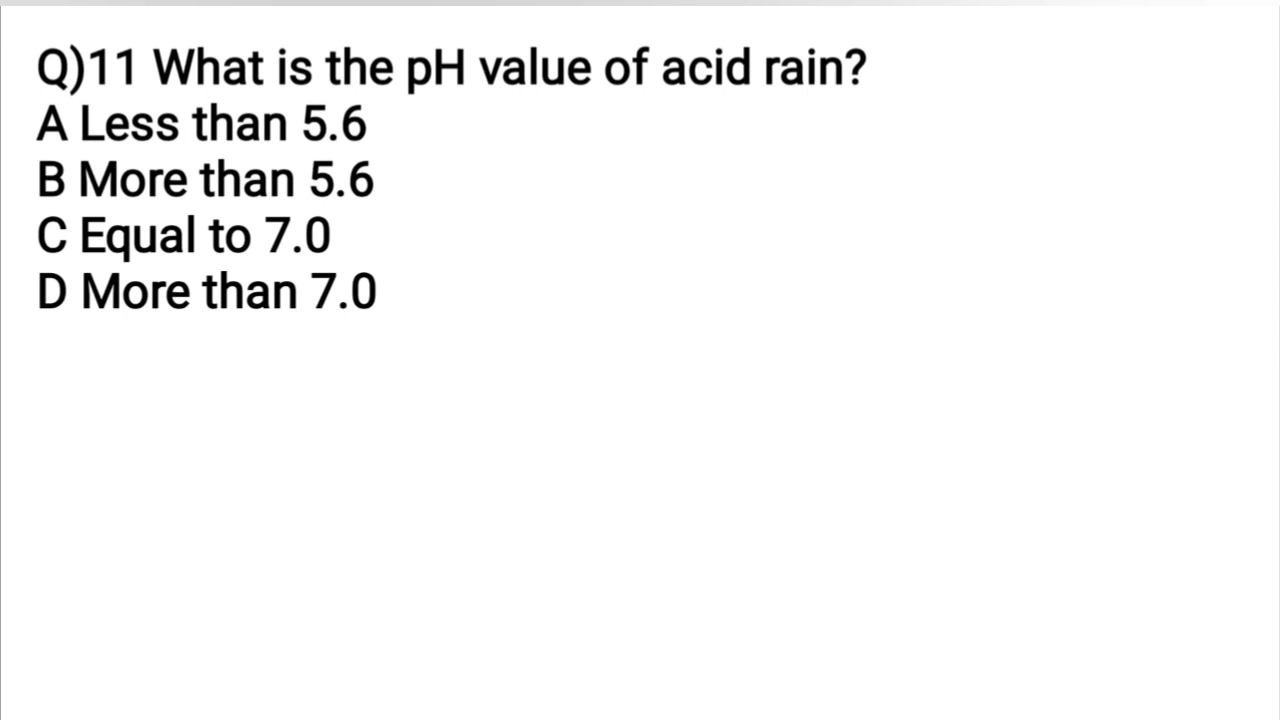 Q)11 What is the pH value of acid rain?
A Less than 5.6
B More than 5.6
C Equal to 7.0
D More than 7.0